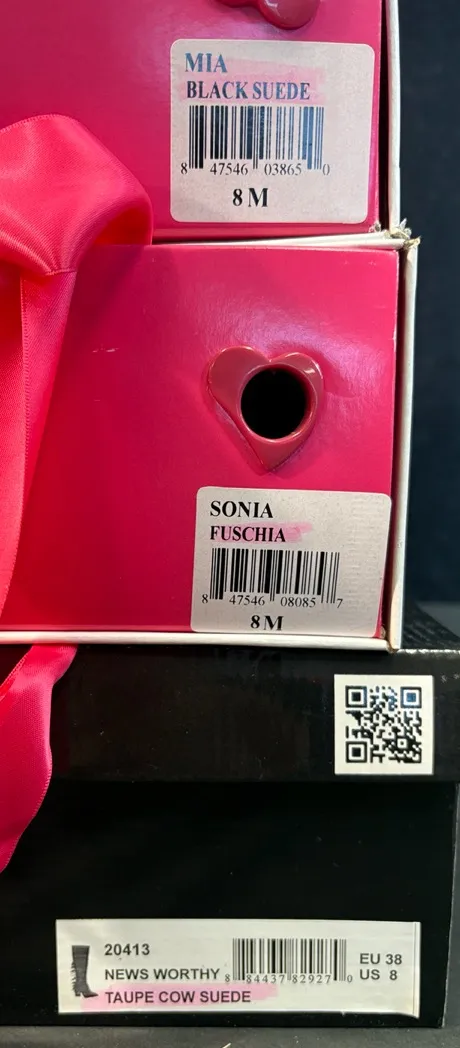 MIA
BLACK SUEDE
8 47546 03865 0
8 M
SONIA
FUSCHIA
8 47546 08085 7
8 M
20413
NEWS WORTHY
TAUPE COW SUEDE
8 84437 82927 0
EU 38
US 8